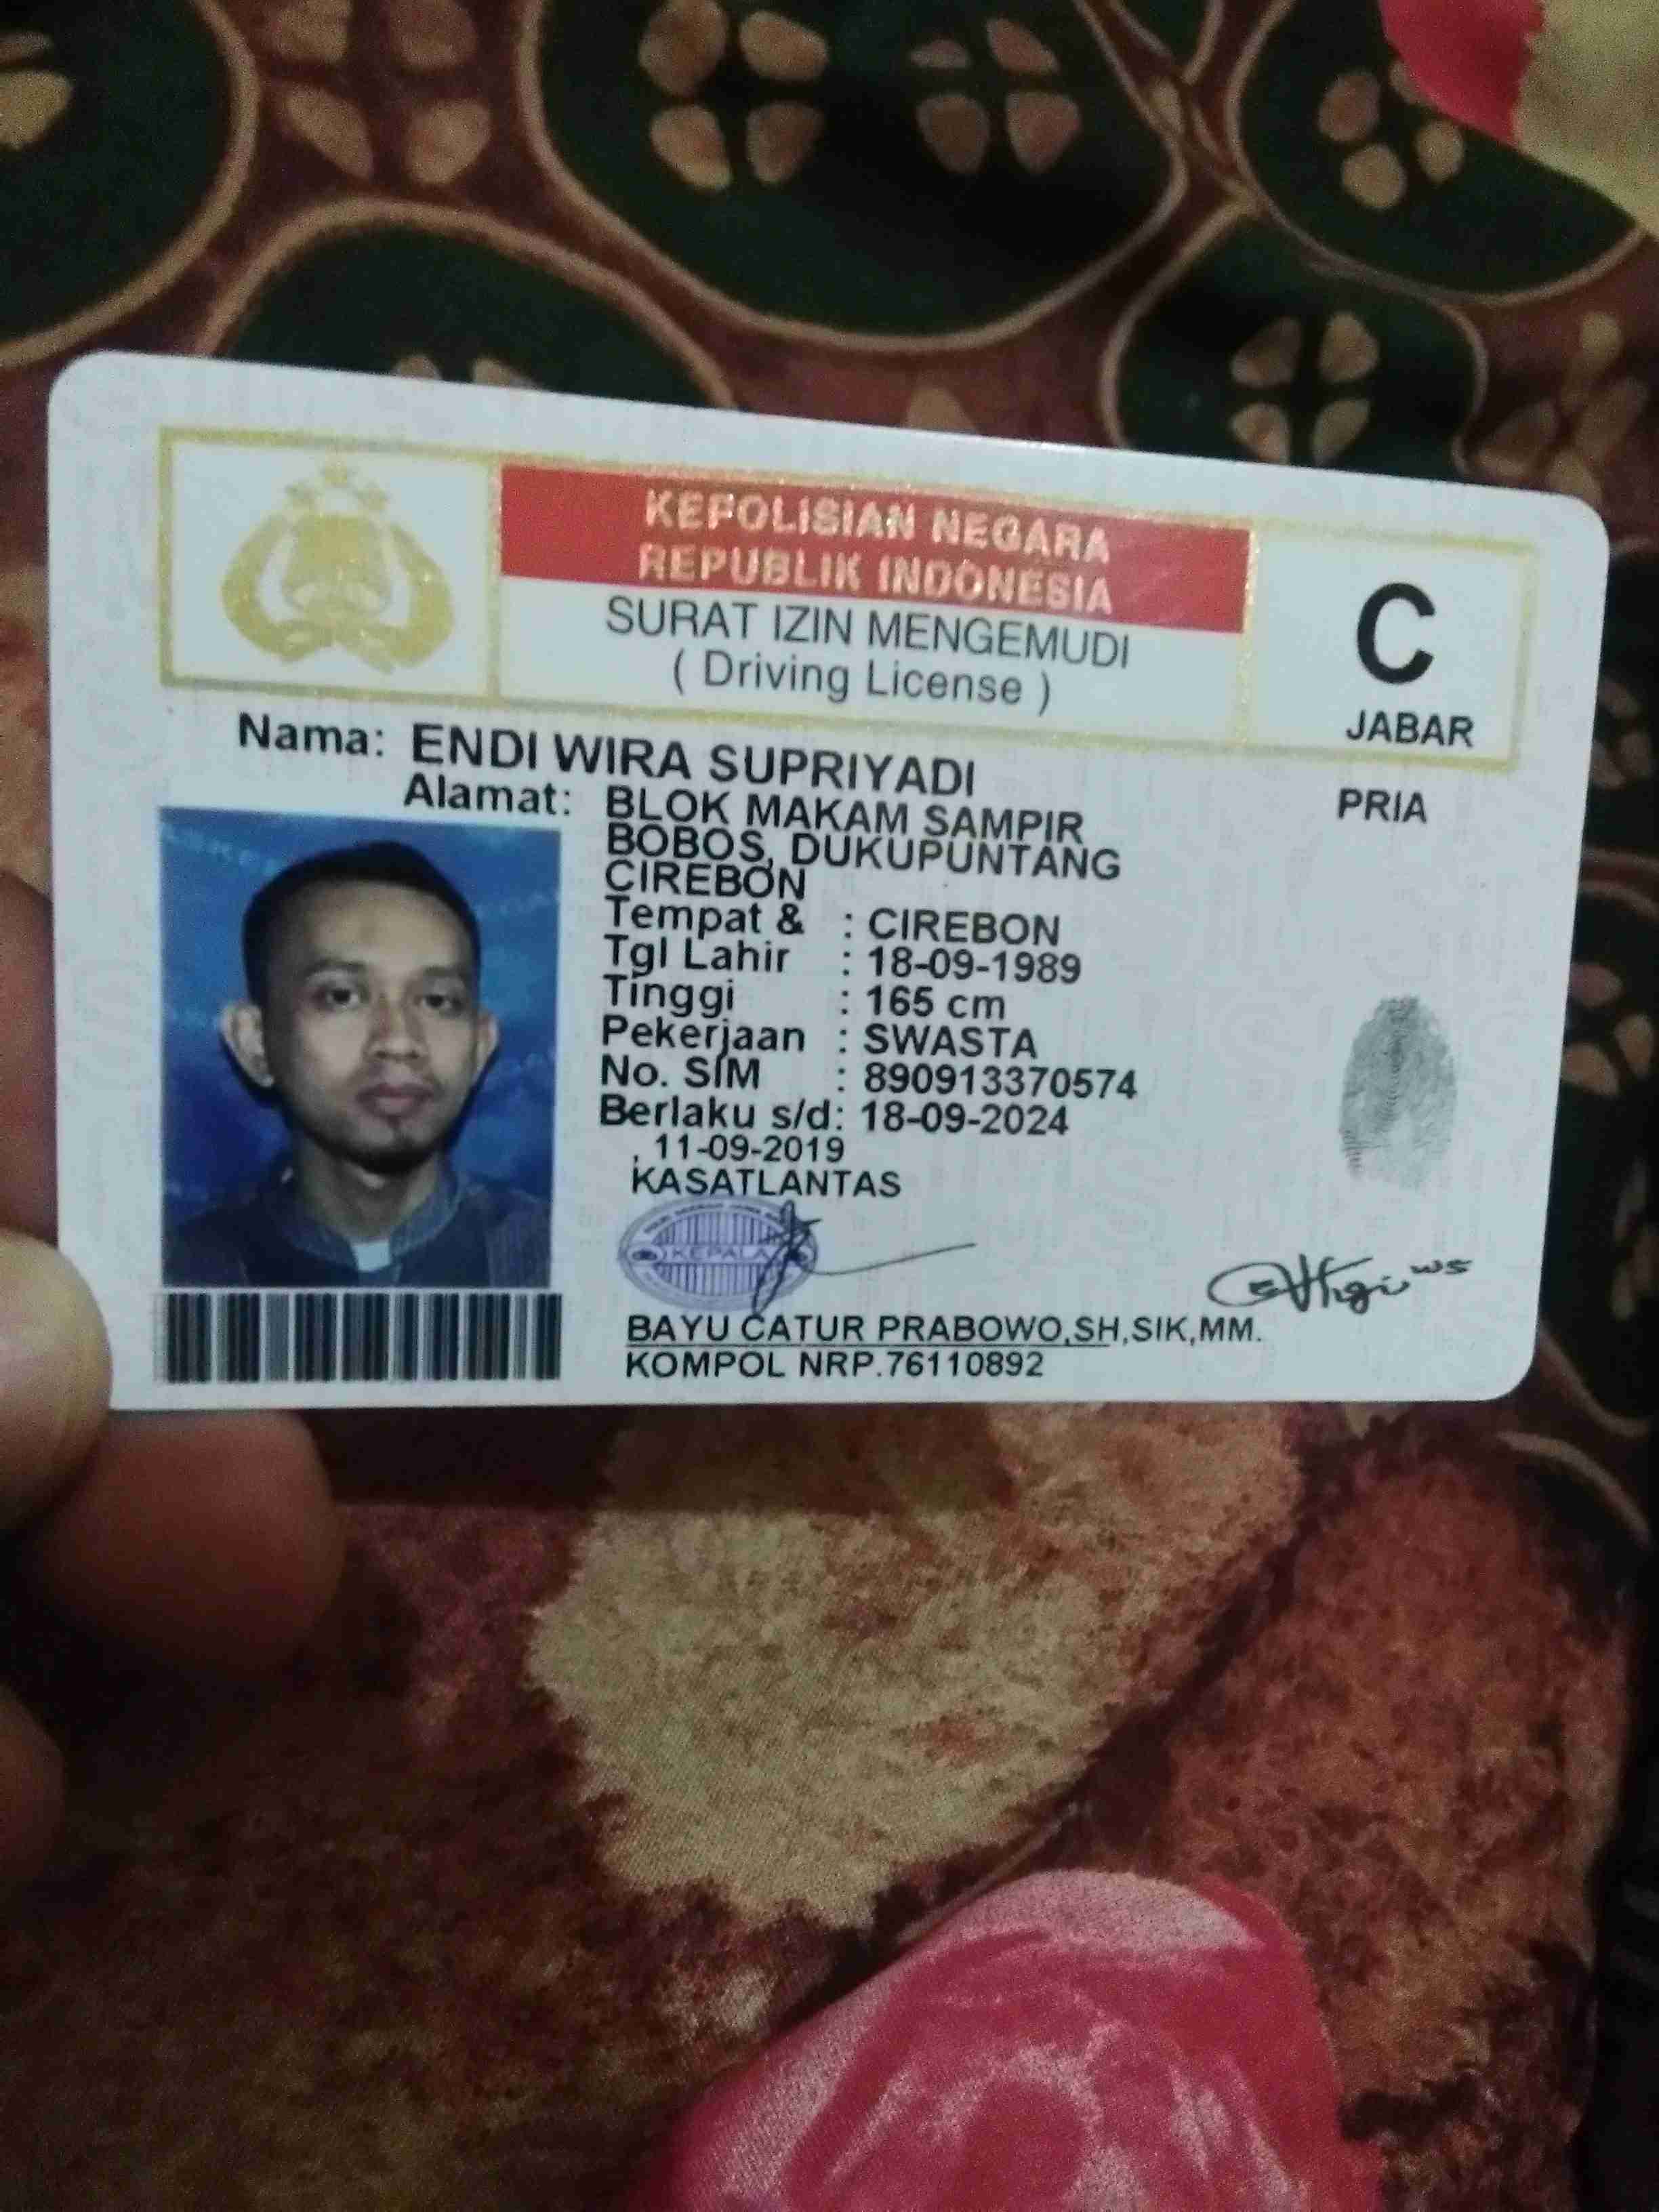 KEPOLISIAN NEGARA
REPUBLIK INDONESIA
SURAT IZIN MENGEMUDI
( Driving License )
C
JABAR
Nama: ENDI WIRA SUPRIYADI
PRIA
Alamat: BLOK MAKAM SAMPIR
BOBOS, DUKUPUNTANG
CIREBON
Tempat & : CIREBON
Tgl Lahir : 18-09-1989
Tinggi : 165 cm
Pekerjaan : SWASTA
No. SIM : 890913370574
Berlaku s/d: 18-09-2024
, 11-09-2019
KASATLANTAS
KEPALA
BAYU CATUR PRABOWO,SH,SIK,MM.
KOMPOL NRP.76110892